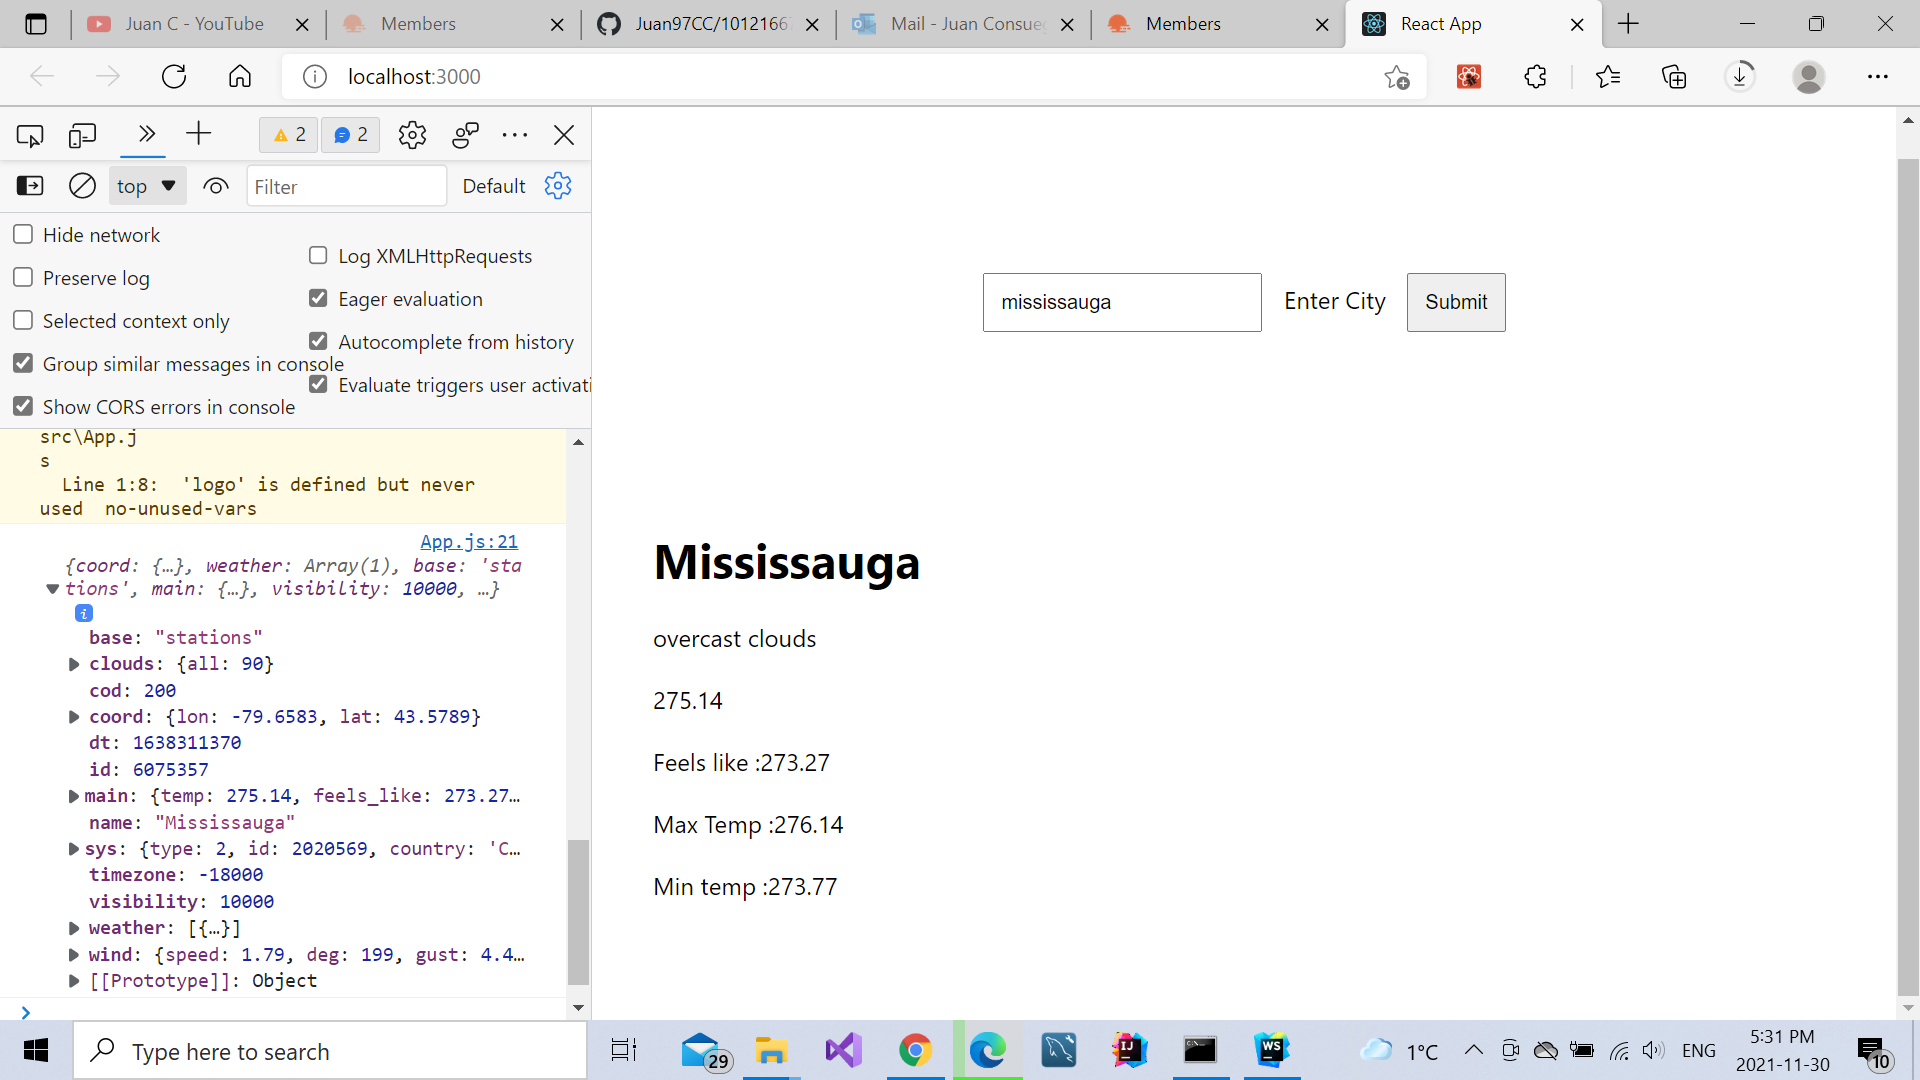 Juan C - YouTube
Members
Juan97CC/1012166
Mail - Juan Consue
Members
React App
localhost:3000
2
2
top
Filter
Default
Hide network
Log XMLHttpRequests
Preserve log
Eager evaluation
Selected context only
Autocomplete from history
Group similar messages in console
Evaluate triggers user activati
Show CORS errors in console
src\App.j
s
Line 1:8:  'logo' is defined but never
used  no-unused-vars
App.js:21
{coord: {…}, weather: Array(1), base: 'sta
tions', main: {…}, visibility: 10000, …}
i
base: "stations"
clouds: {all: 90}
cod: 200
coord: {lon: -79.6583, lat: 43.5789}
dt: 1638311370
id: 6075357
main: {temp: 275.14, feels_like: 273.27…
name: "Mississauga"
sys: {type: 2, id: 2020569, country: 'C…
timezone: -18000
visibility: 10000
weather: [{…}]
wind: {speed: 1.79, deg: 199, gust: 4.4…
[[Prototype]]: Object
mississauga
Enter City
Submit
Mississauga
overcast clouds
275.14
Feels like :273.27
Max Temp :276.14
Min temp :273.77
Type here to search
29
IJ
WS
1°C
ENG
5:31 PM
2021-11-30
10